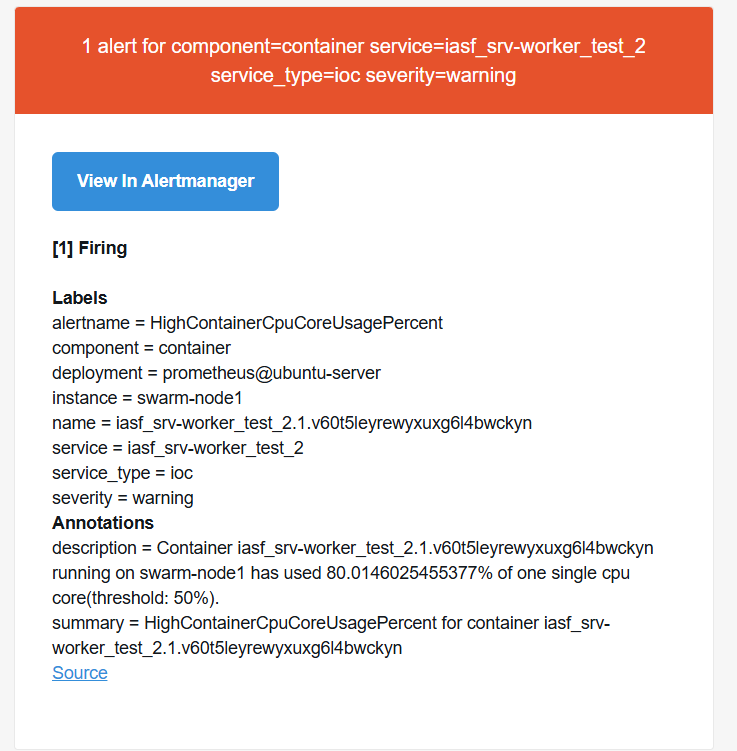 1 alert for component=container service=iasf_srv-worker_test_2
service_type=ioc severity=warning
View In Alertmanager
[1] Firing
Labels
alertname = HighContainerCpuCoreUsagePercent
component = container
deployment = prometheus@ubuntu-server
instance = swarm-node1
name = iasf_srv-worker_test_2.1.v60t5leyrewyxuxg6l4bwckyn
service = iasf_srv-worker_test_2
service_type = ioc
severity = warning
Annotations
description = Container iasf_srv-worker_test_2.1.v60t5leyrewyxuxg6l4bwckyn
running on swarm-node1 has used 80.0146025455377% of one single cpu
core(threshold: 50%).
summary = HighContainerCpuCoreUsagePercent for container iasf_srv-
worker_test_2.1.v60t5leyrewyxuxg6l4bwckyn
Source